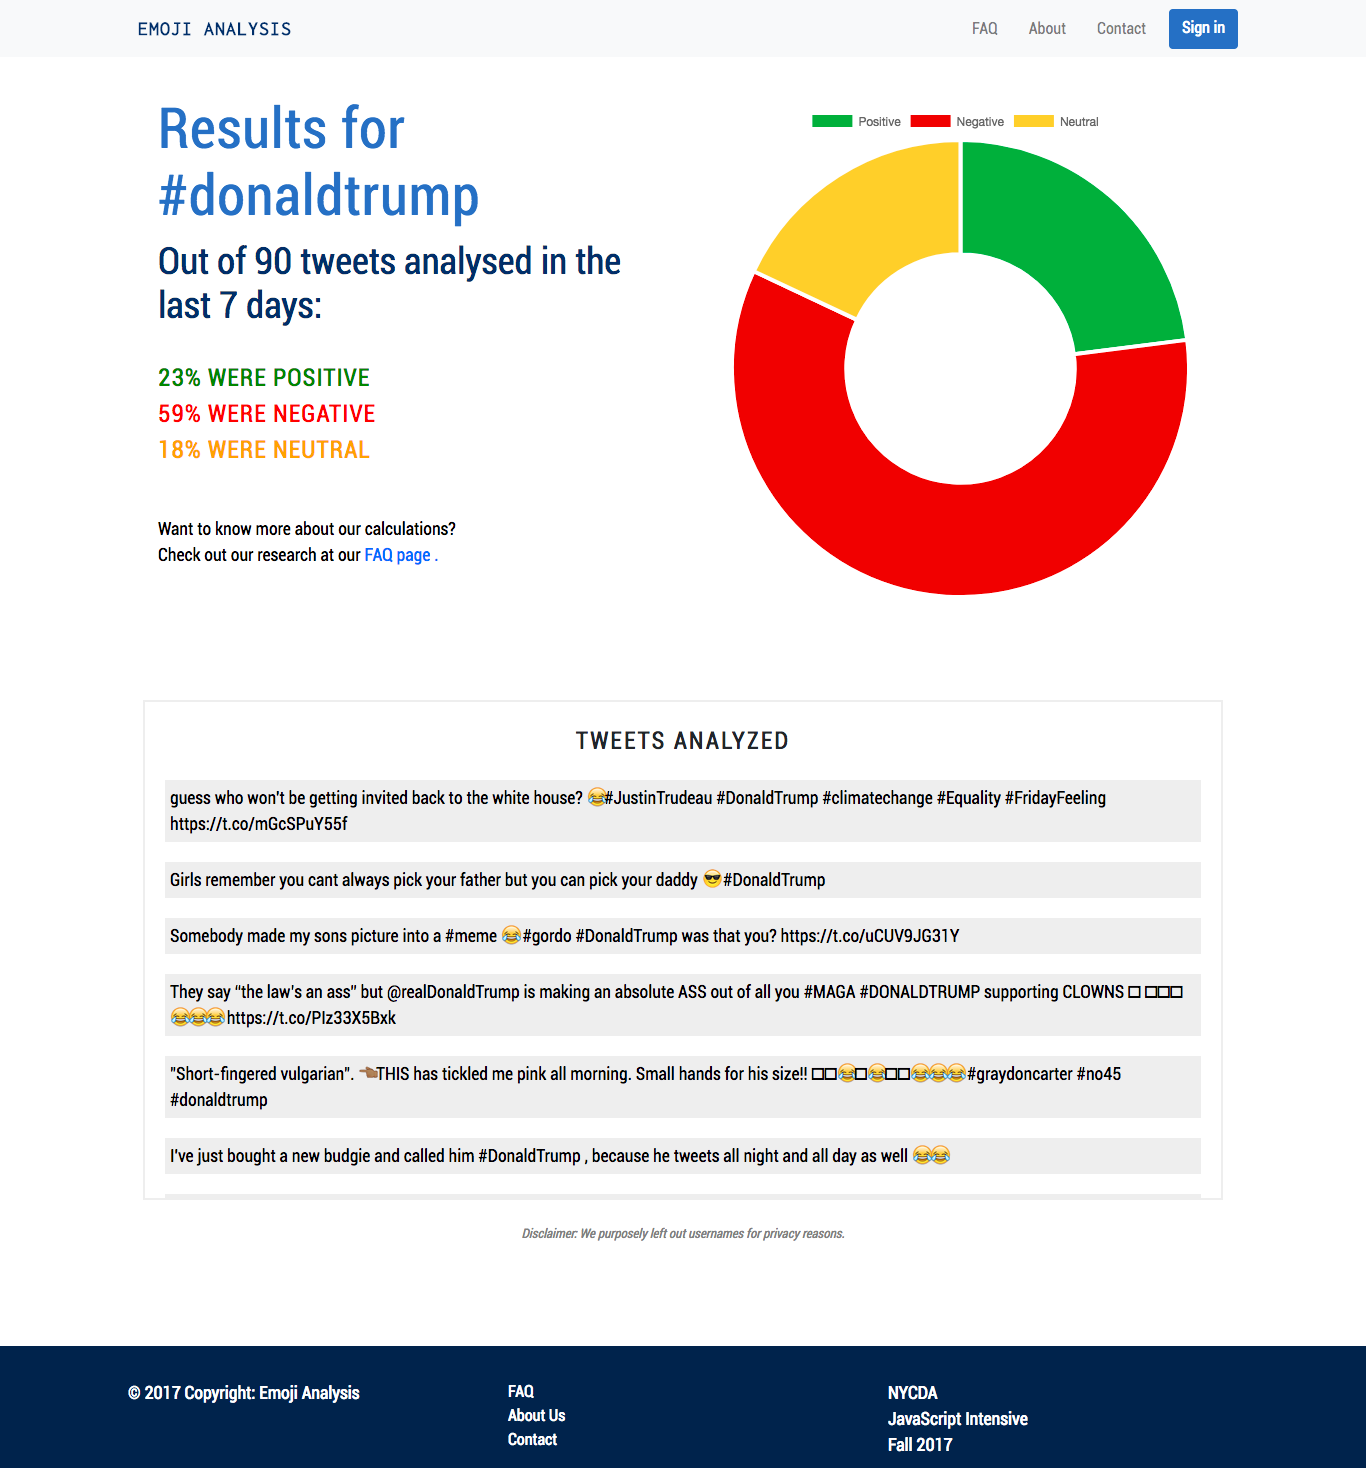 EMOJI ANALYSIS
FAQ
About
Contact
Sign in
Results for
#donaldtrump
Out of 90 tweets analysed in the
last 7 days:
23% WERE POSITIVE
59% WERE NEGATIVE
18% WERE NEUTRAL
Want to know more about our calculations?
Check out our research at our FAQ page .
Positive
Negative
Neutral
TWEETS ANALYZED
guess who won't be getting invited back to the white house? 😂#JustinTrudeau #DonaldTrump #climatechange #Equality #FridayFeeling
https://t.co/mGcSPuY55f
Girls remember you cant always pick your father but you can pick your daddy 😎#DonaldTrump
Somebody made my sons picture into a #meme 😂#gordo #DonaldTrump was that you? https://t.co/uCUV9JG31Y
They say “the law's an ass” but @realDonaldTrump is making an absolute ASS out of all you #MAGA #DONALDTRUMP supporting CLOWNS □ □□□
😂😂😂https://t.co/PIz33X5Bxk
"Short-fingered vulgarian". 👈🏾THIS has tickled me pink all morning. Small hands for his size!! □□😂□😂□□😂😂😂#graydoncarter #no45
#donaldtrump
I've just bought a new budgie and called him #DonaldTrump , because he tweets all night and all day as well 😂😂
Disclaimer: We purposely left out usernames for privacy reasons.
© 2017 Copyright: Emoji Analysis
FAQ
About Us
Contact
NYCDA
JavaScript Intensive
Fall 2017